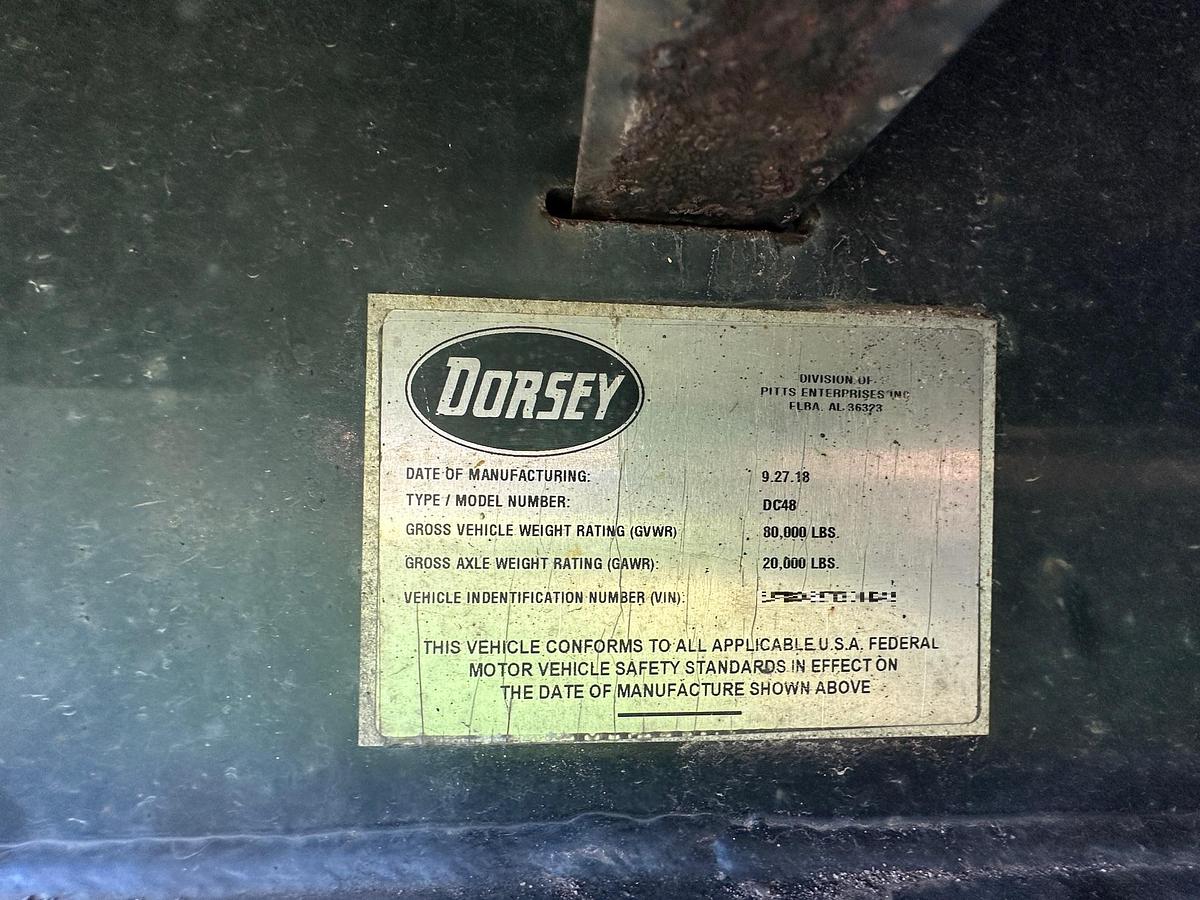 DORSEY
DIVISION OF
PITTS ENTERPRISES INC
ELBA, AL 36323
DATE OF MANUFACTURING: 9.27.18
TYPE / MODEL NUMBER: DC48
GROSS VEHICLE WEIGHT RATING (GVWR) 80,000 LBS.
GROSS AXLE WEIGHT RATING (GAWR): 20,000 LBS.
VEHICLE INDENTIFICATION NUMBER (VIN):
THIS VEHICLE CONFORMS TO ALL APPLICABLE U.S.A. FEDERAL
MOTOR VEHICLE SAFETY STANDARDS IN EFFECT ON
THE DATE OF MANUFACTURE SHOWN ABOVE